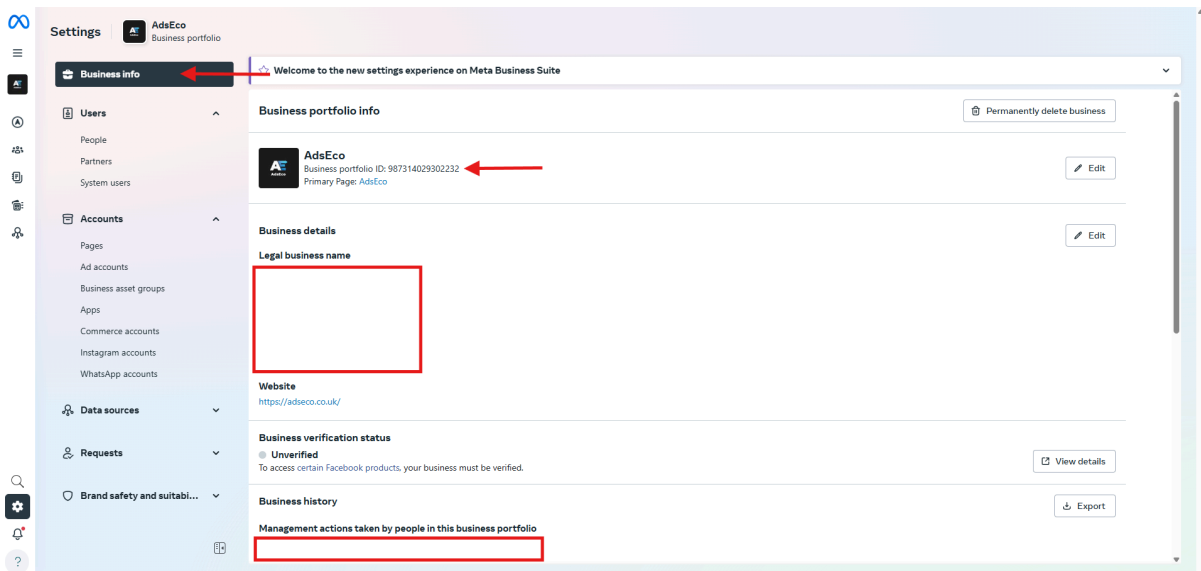 Settings
AdsEco
Business portfolio
Business info
Welcome to the new settings experience on Meta Business Suite
Users
People
Partners
System users
Accounts
Pages
Ad accounts
Business asset groups
Apps
Commerce accounts
Instagram accounts
WhatsApp accounts
Data sources
Requests
Brand safety and suitabi...
Business portfolio info
Permanently delete business
AE
AdsEco
AdsEco
Business portfolio ID: 987314029302232
Primary Page: AdsEco
Edit
Business details
Edit
Legal business name
Website
https://adseco.co.uk/
Business verification status
Unverified
To access certain Facebook products, your business must be verified.
View details
Business history
Export
Management actions taken by people in this business portfolio